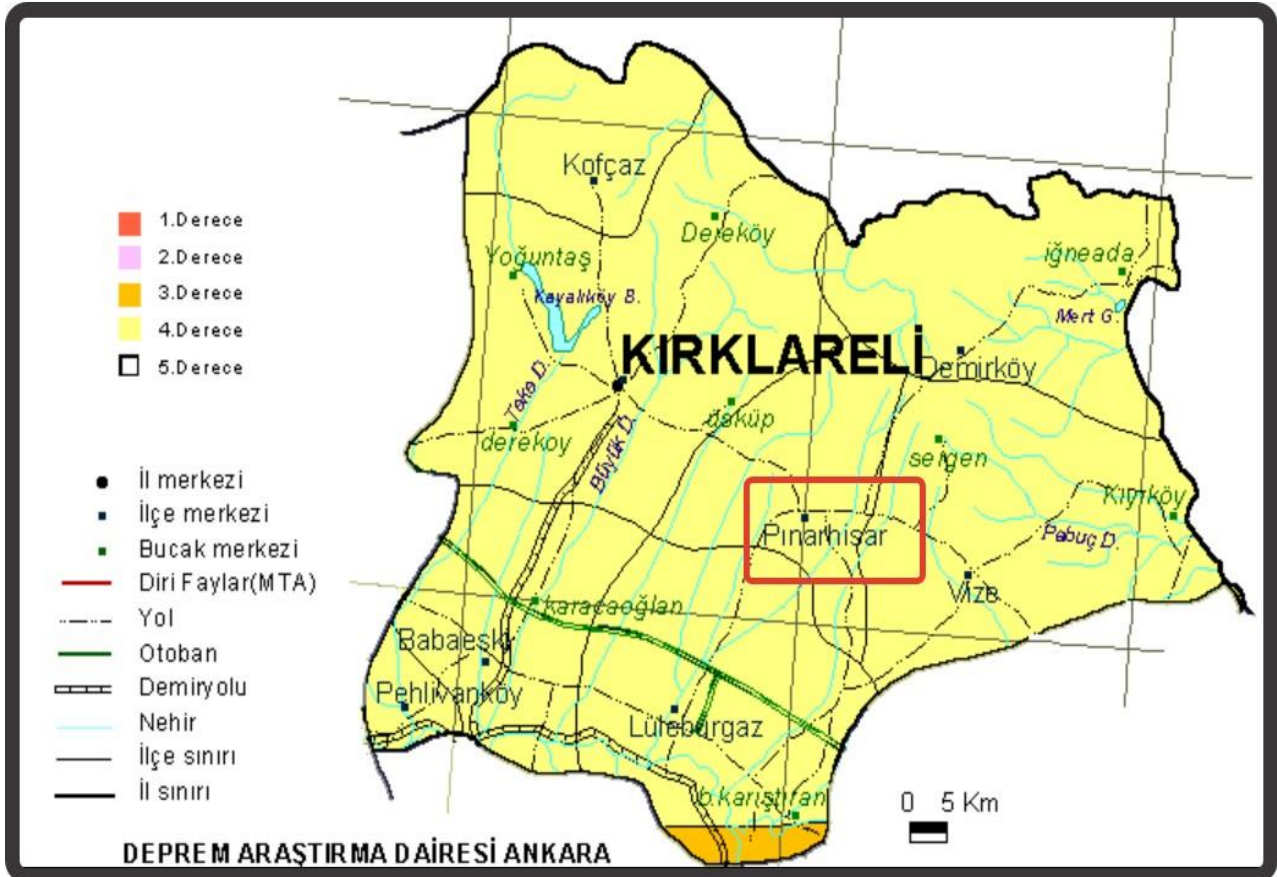 Kofçaz
Dereköy
Yoğuntaş
iğneada
Kayalıköy B.
Mert G.
KIRKLARELİ
Demirköy
Teke D.
Büyük D.
üsküp
dereköy
sergen
Kıyıköy
Pınarhisar
Pabuç D.
Vize
karacaoğlan
Babaeski
Pehlivanköy
Lüleburgaz
b.karıştıran
1.Derece
2.Derece
3.Derece
4.Derece
5.Derece
İl merkezi
İlçe merkezi
Bucak merkezi
Diri Faylar(MTA)
Yol
Otoban
Demiryolu
Nehir
İlçe sınırı
İl sınırı
0 5 Km
DEPREM ARAŞTIRMA DAİRESİ ANKARA